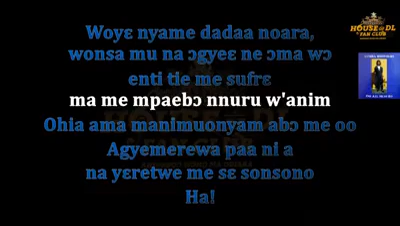 HOUSE of DL
FAN CLUB
Woyɛ nyame dadaa noara,
wonsa mu na ɔgyeɛ ne ɔma wɔ
enti tie me sufrɛ
ma me mpaebɔ nnuru w'anim
Ohia ama manimuonyam abɔ me oo
Agyemerewa paa ni a
na yɛretwe me sɛ sonsono
Ha!